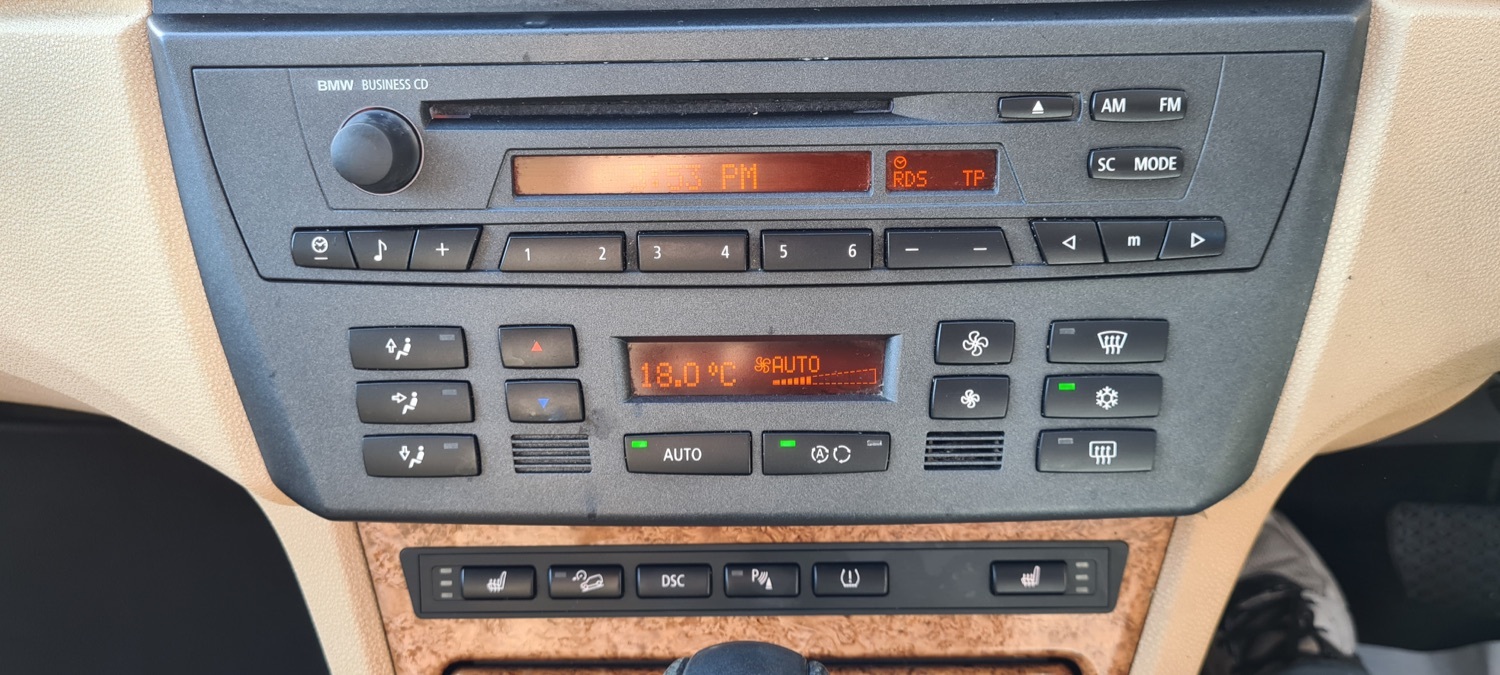 BMW BUSINESS CD
AM FM
PM
RDS TP
SC MODE
1 2 3 4 5 6 m
18.0 °C AUTO
AUTO
A
DSC
P